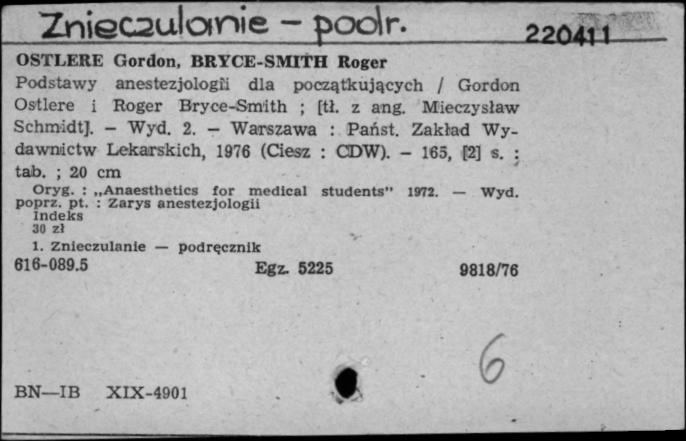 Znieczulanie – podr.
220411
OSTLERE Gordon, BRYCE-SMITH Roger
Podstawy anestezjologii dla początkujących / Gordon
Ostlere i Roger Bryce-Smith ; [tł. z ang. Mieczysław
Schmidt]. – Wyd. 2. – Warszawa : Państ. Zakład Wy-
dawnictw Lekarskich, 1976 (Ciesz : CDW). – 165, [2] s. ;
tab. ; 20 cm
Oryg. : „Anaesthetics for medical students" 1972. — Wyd.
poprz. pt. : Zarys anestezjologii
Indeks
30 zł
1. Znieczulanie — podręcznik
616-089.5 Egz. 5225 9818/76
6
BN—IB XIX-4901